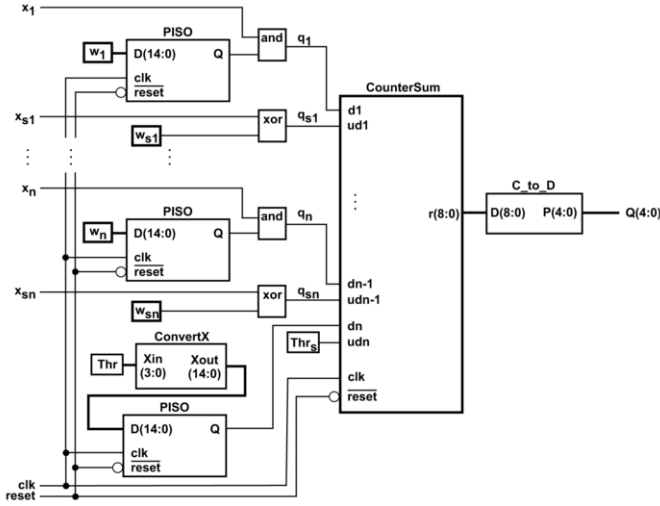 x1
PISO
w1
D(14:0)
Q
clk
reset
and
q1
xs1
ws1
xor
qs1
CounterSum
d1
ud1
xn
PISO
wn
D(14:0)
Q
clk
reset
and
qn
r(8:0)
C_to_D
D(8:0)
P(4:0)
Q(4:0)
xsn
wsn
xor
qsn
dn-1
udn-1
dn
udn
Thrs
clk
reset
ConvertX
Thr
Xin
(3:0)
Xout
(14:0)
PISO
D(14:0)
Q
clk
reset
clk
reset